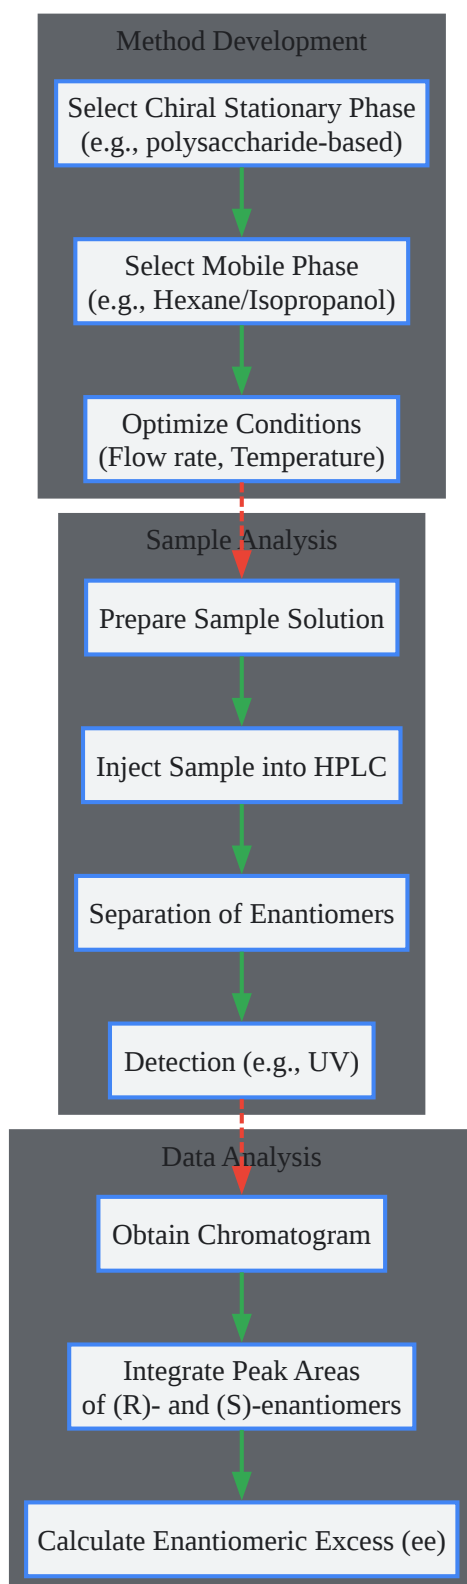 Method Development
Select Chiral Stationary Phase
(e.g., polysaccharide-based)
Select Mobile Phase
(e.g., Hexane/Isopropanol)
Optimize Conditions
(Flow rate, Temperature)
Sample Analysis
Prepare Sample Solution
Inject Sample into HPLC
Separation of Enantiomers
Detection (e.g., UV)
Data Analysis
Obtain Chromatogram
Integrate Peak Areas
of (R)- and (S)-enantiomers
Calculate Enantiomeric Excess (ee)